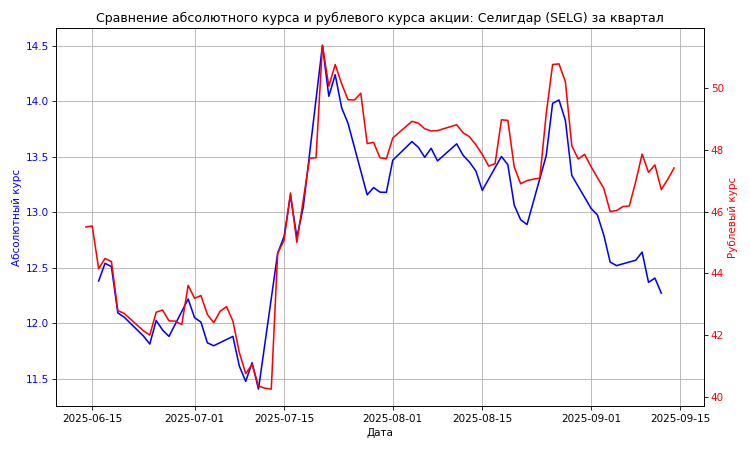 Сравнение абсолютного курса и рублевого курса акции: Селигдар (SELG) за квартал
14.5
14.0
13.5
13.0
12.5
12.0
11.5
Абсолютный курс
50
48
46
44
42
40
Рублевый курс
2025-06-15 2025-07-01 2025-07-15 2025-08-01 2025-08-15 2025-09-01 2025-09-15
Дата